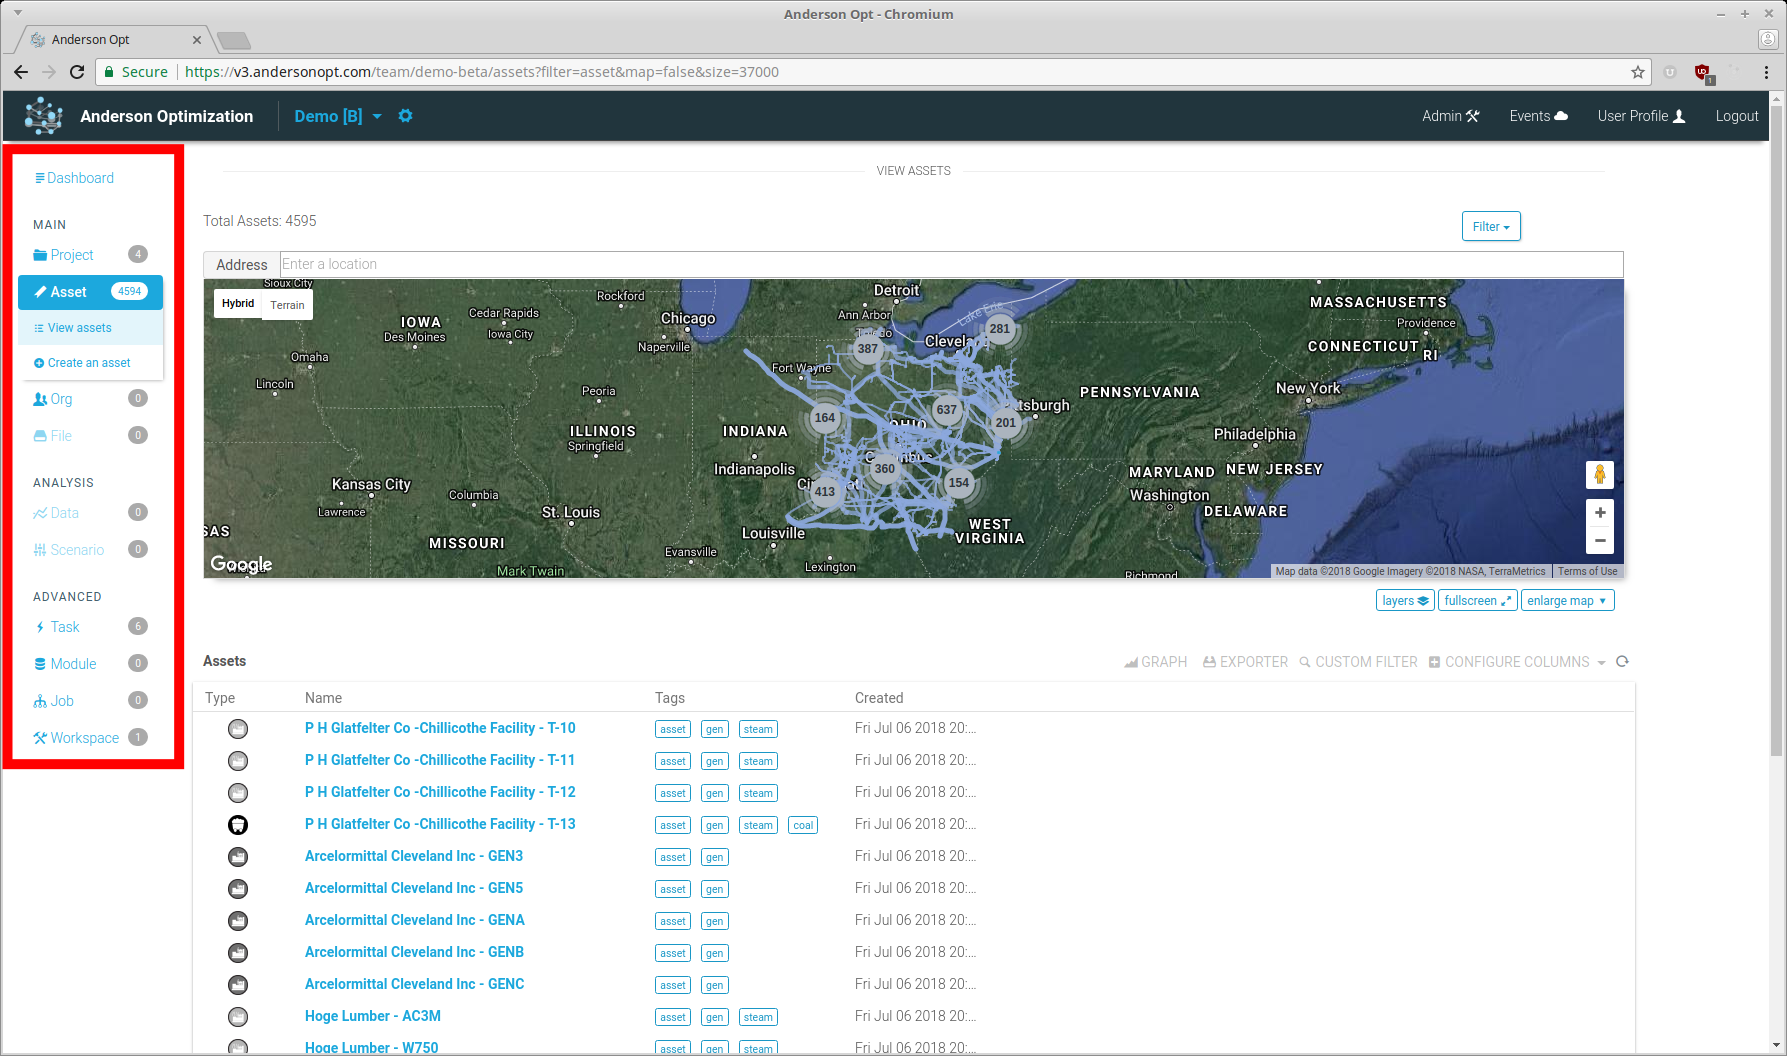 Anderson Opt - Chromium
Anderson Opt
Secure https://v3.andersonopt.com/team/demo-beta/assets?filter=asset&map=false&size=37000
1
Anderson Optimization Demo [B] Admin Events User Profile Logout
Dashboard
MAIN
Project 4
Asset 4594
View assets
Create an asset
Org 0
File 0
ANALYSIS
Data 0
Scenario 0
ADVANCED
Task 6
Module 0
Job 0
Workspace 1
VIEW ASSETS
Total Assets: 4595
Filter
Address Enter a location
Hybrid Terrain
Sioux City
Rockford
Detroit
MASSACHUSETTS
Cedar Rapids
Chicago
Ann Arbor
Lake Erie
Providence
IOWA
Des Moines
Iowa City
Naperville
Toledo
281
387
Cleveland
CONNECTICUT
RI
Omaha
Fort Wayne
Lincoln
Peoria
PENNSYLVANIA
New York
164
637
201
tsburgh
ILLINOIS
Springfield
INDIANA
OHIO
Philadelphia
Indianapolis
360
Columbus
MARYLAND
NEW JERSEY
Kansas City
Columbia
Cincinnati
413
154
Washington
Lawrence
St. Louis
DELAWARE
SAS
MISSOURI
Louisville
WEST
VIRGINIA
Evansville
Lexington
Mark Twain
Richmond
Google
Map data ©2018 Google Imagery ©2018 NASA, TerraMetrics Terms of Use
layers fullscreen enlarge map
Assets GRAPH EXPORTER CUSTOM FILTER CONFIGURE COLUMNS
Type Name Tags Created
P H Glatfelter Co -Chillicothe Facility - T-10 asset gen steam Fri Jul 06 2018 20:...
P H Glatfelter Co -Chillicothe Facility - T-11 asset gen steam Fri Jul 06 2018 20:...
P H Glatfelter Co -Chillicothe Facility - T-12 asset gen steam Fri Jul 06 2018 20:...
P H Glatfelter Co -Chillicothe Facility - T-13 asset gen steam coal Fri Jul 06 2018 20:...
Arcelormittal Cleveland Inc - GEN3 asset gen Fri Jul 06 2018 20:...
Arcelormittal Cleveland Inc - GEN5 asset gen Fri Jul 06 2018 20:...
Arcelormittal Cleveland Inc - GENA asset gen Fri Jul 06 2018 20:...
Arcelormittal Cleveland Inc - GENB asset gen Fri Jul 06 2018 20:...
Arcelormittal Cleveland Inc - GENC asset gen Fri Jul 06 2018 20:...
Hoge Lumber - AC3M asset gen steam Fri Jul 06 2018 20:...
Hoge Lumber - W750 asset gen steam Fri Jul 06 2018 20:...